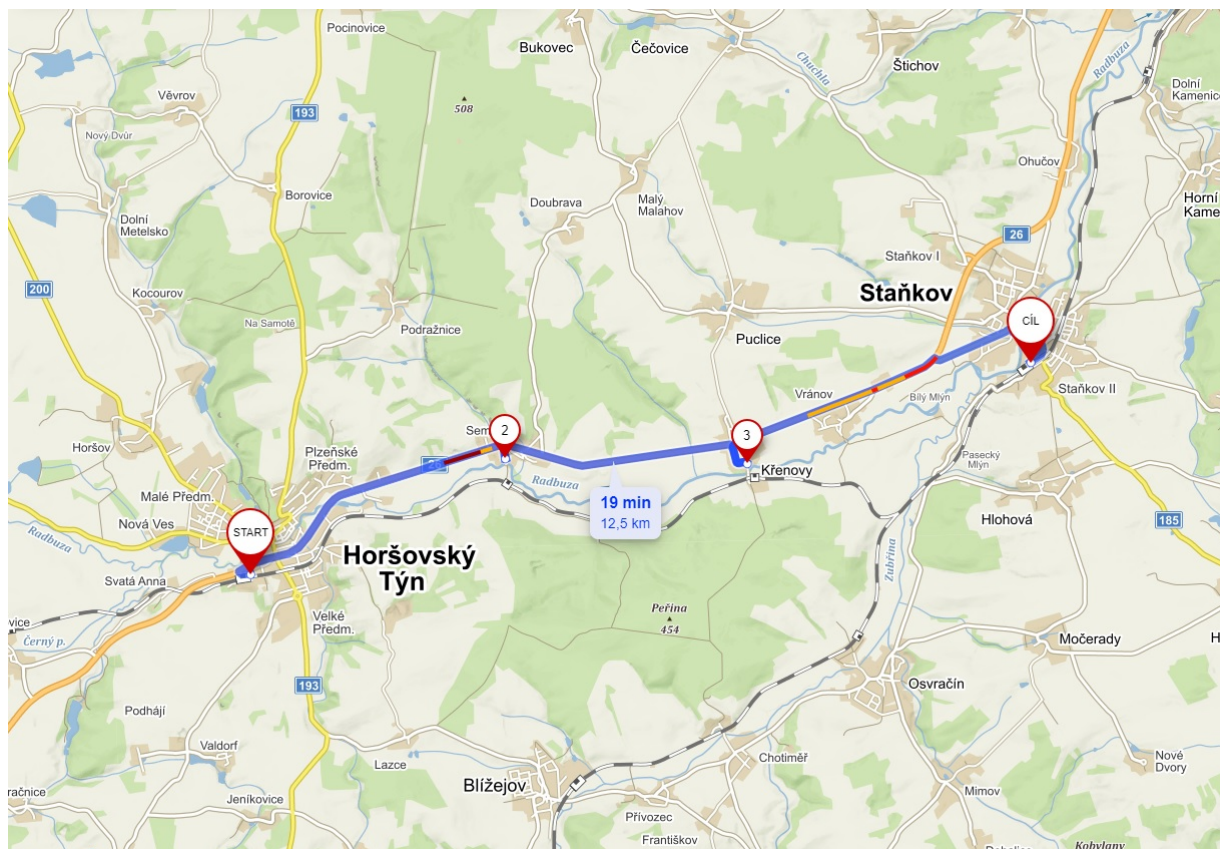 Pocinovice
Bukovec
Čečovice
Štichov
Chuchla
Radbuza
Dolní
Kamenice
Věvrov
193
508
Nový Dvůr
Ohučov
Borovice
Doubrava
Malý
Malahov
Horní
Kame
Dolní
Metelsko
26
Staňkov I
200
Kocourov
Staňkov
Na Samotě
Podražnice
CÍL
Puclice
Staňkov II
Vránov
Bílý Mlýn
2
Sem
3
Horšov
Plzeňské
Předm.
26
Křenovy
Pasecký
Mlýn
Radbuza
19 min
12,5 km
Malé Předm.
Nová Ves
START
Hlohová
185
Radbuza
Horšovský
Týn
Svatá Anna
Zubřina
Peřina
454
vice
Velké
Předm.
Černý p.
Močerady
H
193
Osvračín
Podhájí
Valdorf
Lazce
Chotiměř
Nové
Dvory
Blížejov
Mimov
račnice
Jeníkovice
Přívozec
Františkov
Kobylany